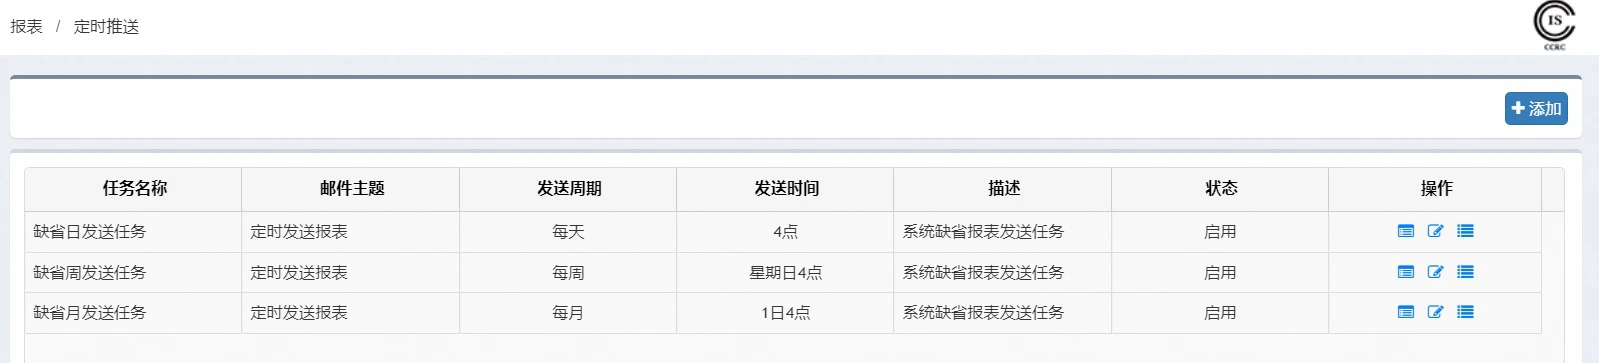 报表 / 定时推送
IS
CCRC
添加
任务名称 邮件主题 发送周期 发送时间 描述 状态 操作
缺省日发送任务 定时发送报表 每天 4点 系统缺省报表发送任务 启用
缺省周发送任务 定时发送报表 每周 星期日4点 系统缺省报表发送任务 启用
缺省月发送任务 定时发送报表 每月 1日4点 系统缺省报表发送任务 启用